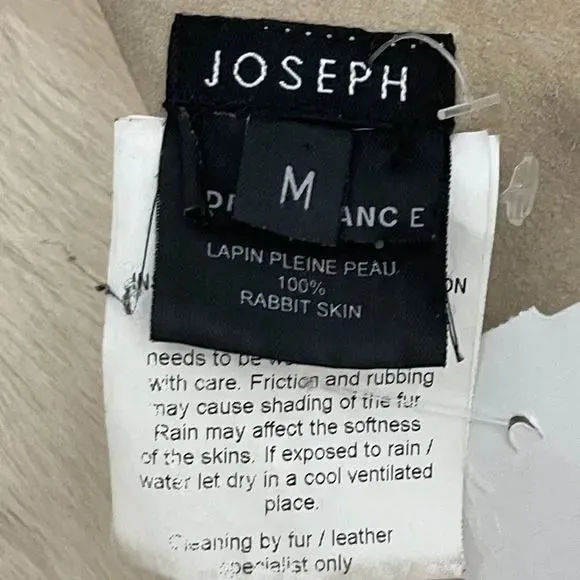 JOSEPH
M
LAPIN PLEINE PEAU
100%
RABBIT SKIN
needs to be
with care. Friction and rubbing
may cause shading of the fur
Rain may affect the softness
of the skins. If exposed to rain /
water let dry in a cool ventilated
place.
Cleaning by fur / leather
specialist only